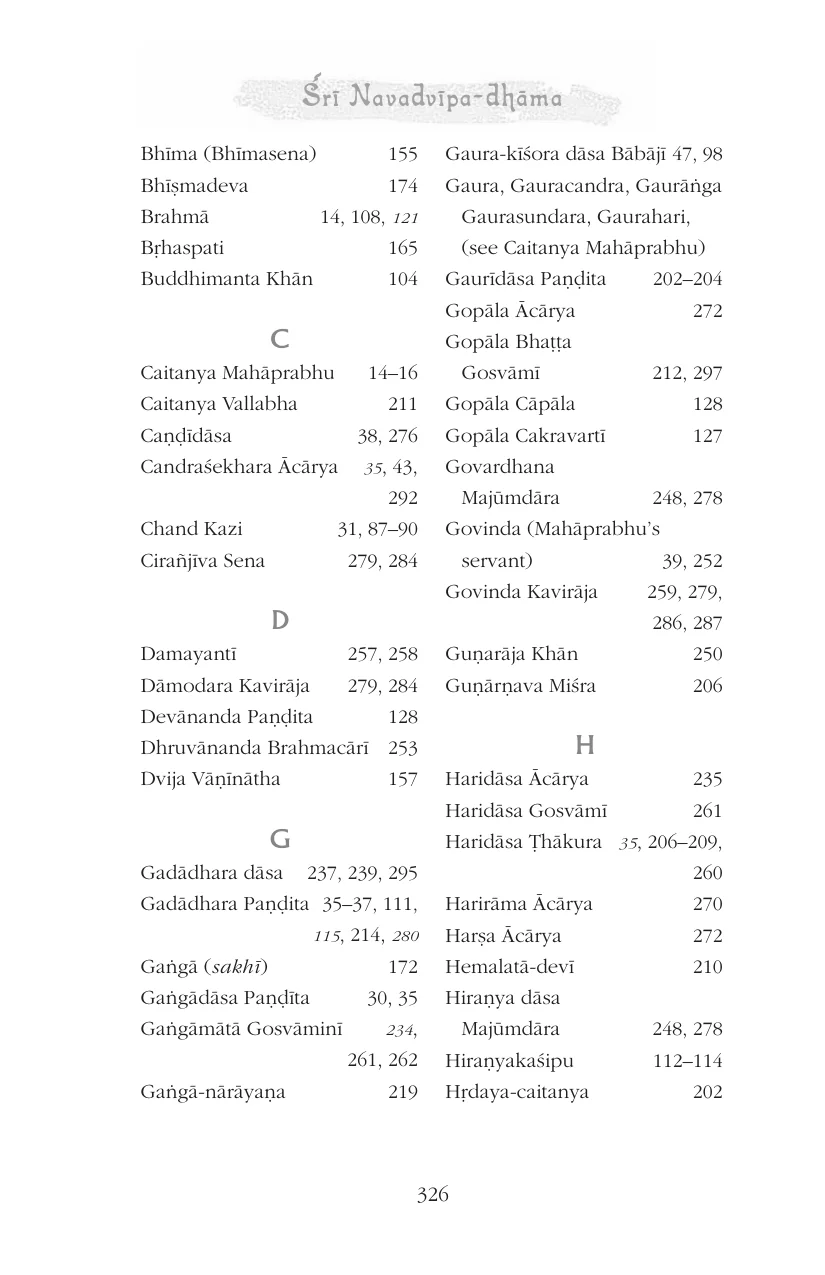 Śrī Navadvīpa-dhāma
Bhīma (Bhīmasena) 155
Bhīṣmadeva 174
Brahmā 14, 108, 121
Bṛhaspati 165
Buddhimanta Khān 104
C
Caitanya Mahāprabhu 14–16
Caitanya Vallabha 211
Caṇḍīdāsa 38, 276
Candraśekhara Ācārya 35, 43,
292
Chand Kazi 31, 87–90
Cirañjīva Sena 279, 284
D
Damayantī 257, 258
Dāmodara Kavirāja 279, 284
Devānanda Paṇḍita 128
Dhruvānanda Brahmacārī 253
Dvija Vāṇīnātha 157
G
Gadādhara dāsa 237, 239, 295
Gadādhara Paṇḍita 35–37, 111,
115, 214, 280
Gaṅgā (sakhī) 172
Gaṅgādāsa Paṇḍīta 30, 35
Gaṅgāmātā Gosvāminī 234,
261, 262
Gaṅgā-nārāyaṇa 219
Gaura-kīśora dāsa Bābājī 47, 98
Gaura, Gauracandra, Gaurāṅga
Gaurasundara, Gaurahari,
(see Caitanya Mahāprabhu)
Gaurīdāsa Paṇḍita 202–204
Gopāla Ācārya 272
Gopāla Bhaṭṭa
Gosvāmī 212, 297
Gopāla Cāpāla 128
Gopāla Cakravartī 127
Govardhana
Majūmdāra 248, 278
Govinda (Mahāprabhu’s
servant) 39, 252
Govinda Kavirāja 259, 279,
286, 287
Guṇarāja Khān 250
Guṇārṇava Miśra 206
H
Haridāsa Ācārya 235
Haridāsa Gosvāmī 261
Haridāsa Ṭhākura 35, 206–209,
260
Harirāma Ācārya 270
Harṣa Ācārya 272
Hemalatā-devī 210
Hiraṇya dāsa
Majūmdāra 248, 278
Hiraṇyakaśipu 112–114
Hṛdaya-caitanya 202
326